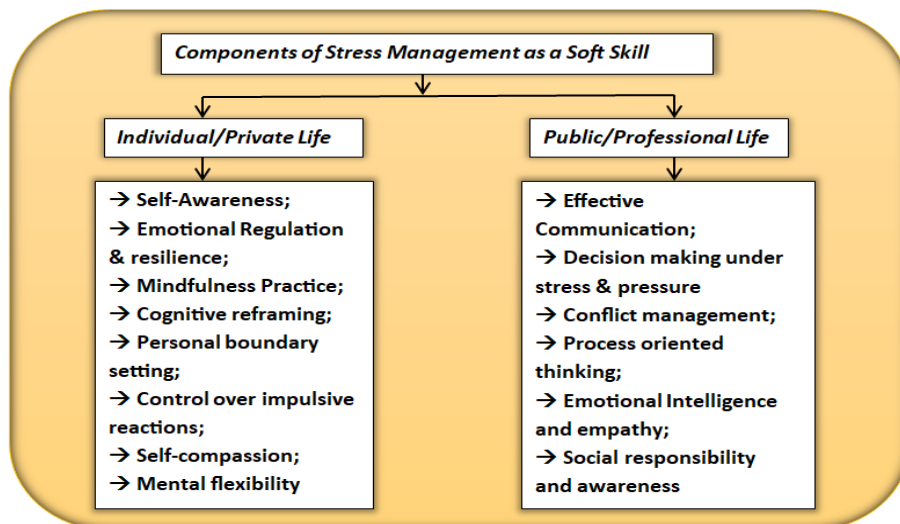 Components of Stress Management as a Soft Skill
Individual/Private Life
→ Self-Awareness;
→ Emotional Regulation
& resilience;
→ Mindfulness Practice;
→ Cognitive reframing;
→ Personal boundary
setting;
→ Control over impulsive
reactions;
→ Self-compassion;
→ Mental flexibility
Public/Professional Life
→ Effective
Communication;
→ Decision making under
stress & pressure
→ Conflict management;
→ Process oriented
thinking;
→ Emotional Intelligence
and empathy;
→ Social responsibility
and awareness